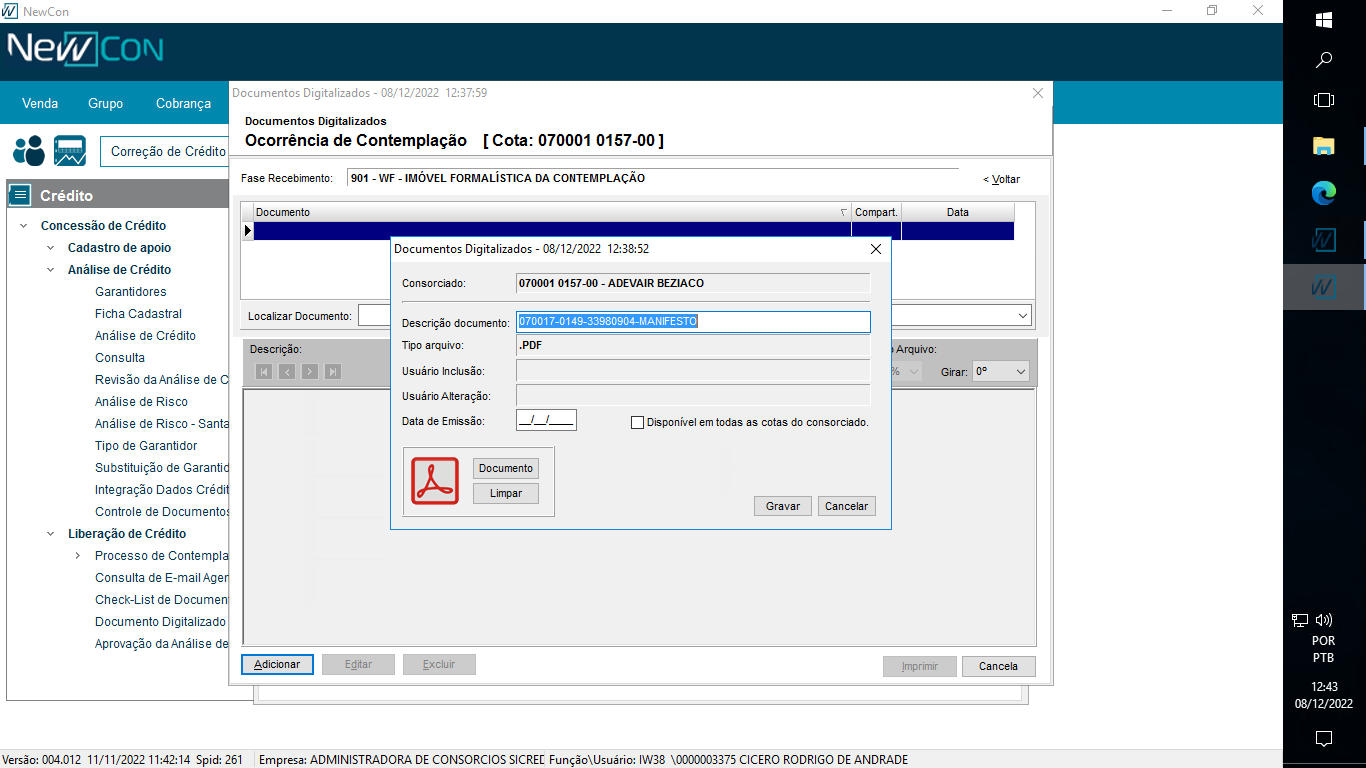 NewCon
NEWCON
Venda Grupo Cobrança
Correção de Crédito
Crédito
Concessão de Crédito
Cadastro de apoio
Análise de Crédito
Garantidores
Ficha Cadastral
Análise de Crédito
Consulta
Revisão da Análise de C
Análise de Risco
Análise de Risco - Santa
Tipo de Garantidor
Substituição de Garantid
Integração Dados Crédit
Controle de Documentos
Liberação de Crédito
Processo de Contempla
Consulta de E-mail Ager
Check-List de Document
Documento Digitalizado
Aprovação da Análise de
Documentos Digitalizados - 08/12/2022 12:37:59
Documentos Digitalizados
Ocorrência de Contemplação [ Cota: 070001 0157-00 ]
Fase Recebimento: 901 - WF - IMÓVEL FORMALÍSTICA DA CONTEMPLAÇÃO < Voltar
Documento Compart. Data
Localizar Documento:
Descrição: Arquivo:
% Girar: 0º
Documentos Digitalizados - 08/12/2022 12:38:52
Consorciado: 070001 0157-00 - ADEVAIR BEZIACO
Descrição documento: 070017-0149-33980904-MANIFESTO
Tipo arquivo: .PDF
Usuário Inclusão:
Usuário Alteração:
Data de Emissão: __/__/____ Disponível em todas as cotas do consorciado.
Documento
Limpar
Gravar Cancelar
Adicionar Editar Excluir Imprimir Cancela
Versão: 004.012 11/11/2022 11:42:14 Spid: 261 Empresa: ADMINISTRADORA DE CONSORCIOS SICRED Função\Usuário: IW38 \0000003375 CICERO RODRIGO DE ANDRADE
POR
PTB
12:43
08/12/2022